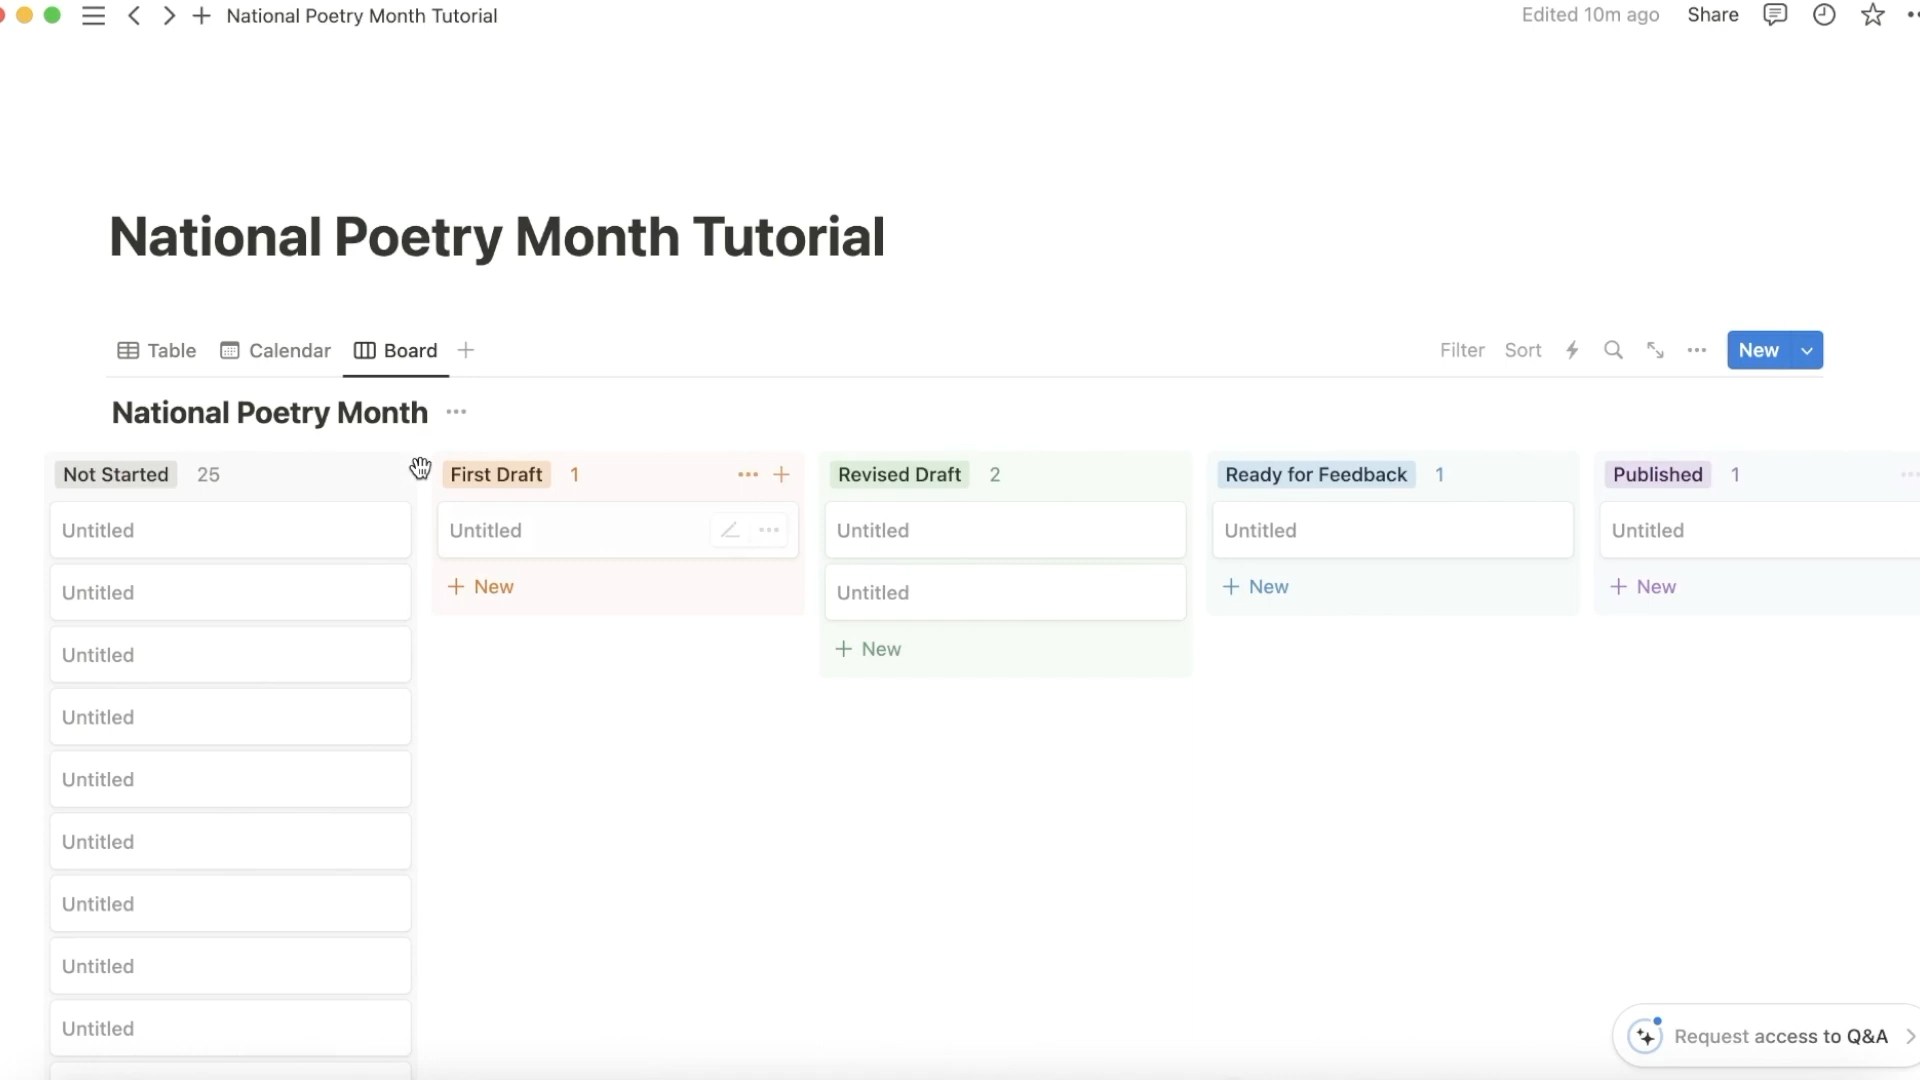 National Poetry Month Tutorial
Edited 10m ago
Share
National Poetry Month Tutorial
Table
Calendar
Board
Filter
Sort
New
National Poetry Month
Not Started 25
First Draft 1
Revised Draft 2
Ready for Feedback 1
Published 1
Untitled
Untitled
Untitled
Untitled
Untitled
Untitled
Untitled
Untitled
Untitled
Untitled
+ New
Untitled
Untitled
+ New
Untitled
+ New
Untitled
+ New
Request access to Q&A